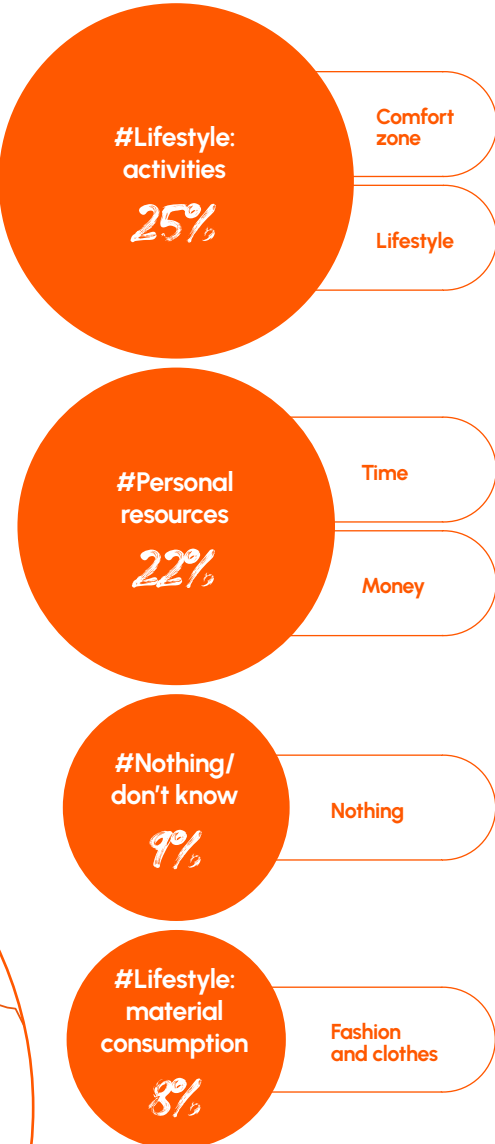 #Lifestyle:
activities
25%
Comfort
zone
Lifestyle
#Personal
resources
22%
Time
Money
#Nothing/
don't know
9%
Nothing
#Lifestyle:
material
consumption
8%
Fashion
and clothes